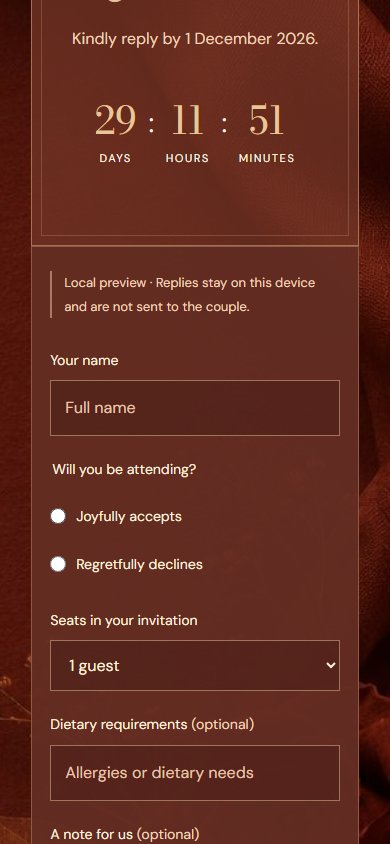 Kindly reply by 1 December 2026.
29 : 11 : 51
DAYS HOURS MINUTES
Local preview · Replies stay on this device
and are not sent to the couple.
Your name
Full name
Will you be attending?
Joyfully accepts
Regretfully declines
Seats in your invitation
1 guest
Dietary requirements (optional)
Allergies or dietary needs
A note for us (optional)